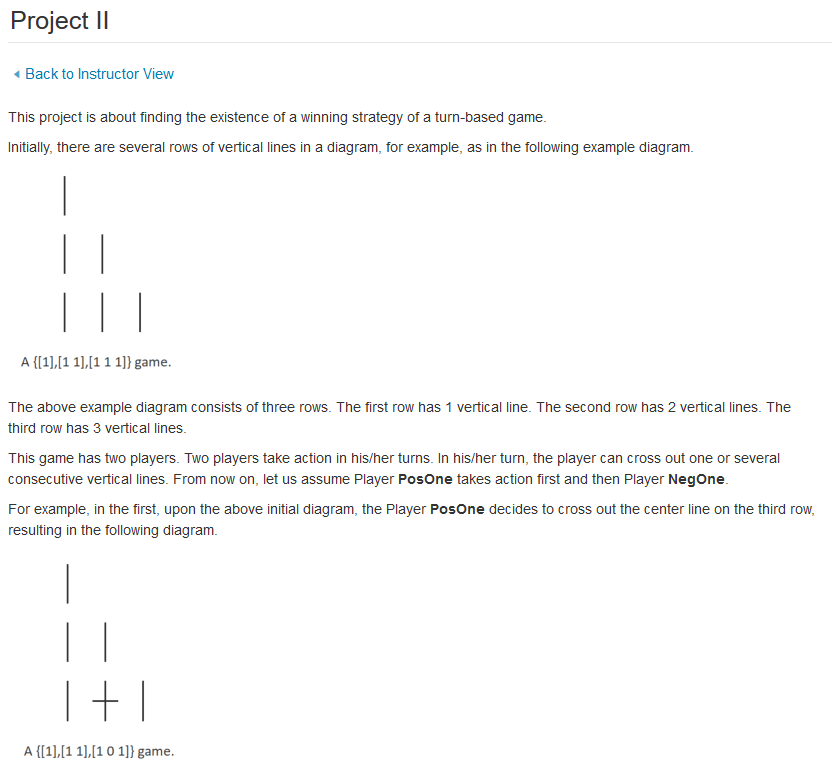 Project II
Back to Instructor View
This project is about finding the existence of a winning strategy of a turn-based game.
Initially, there are several rows of vertical lines in a diagram, for example, as in the following example diagram.
A {[1],[1 1],[1 1 1]} game.
The above example diagram consists of three rows. The first row has 1 vertical line. The second row has 2 vertical lines. The
third row has 3 vertical lines.
This game has two players. Two players take action in his/her turns. In his/her turn, the player can cross out one or several
consecutive vertical lines. From now on, let us assume Player PosOne takes action first and then Player NegOne.
For example, in the first, upon the above initial diagram, the Player PosOne decides to cross out the center line on the third row,
resulting in the following diagram.
A {[1],[1 1],[1 0 1]} game.